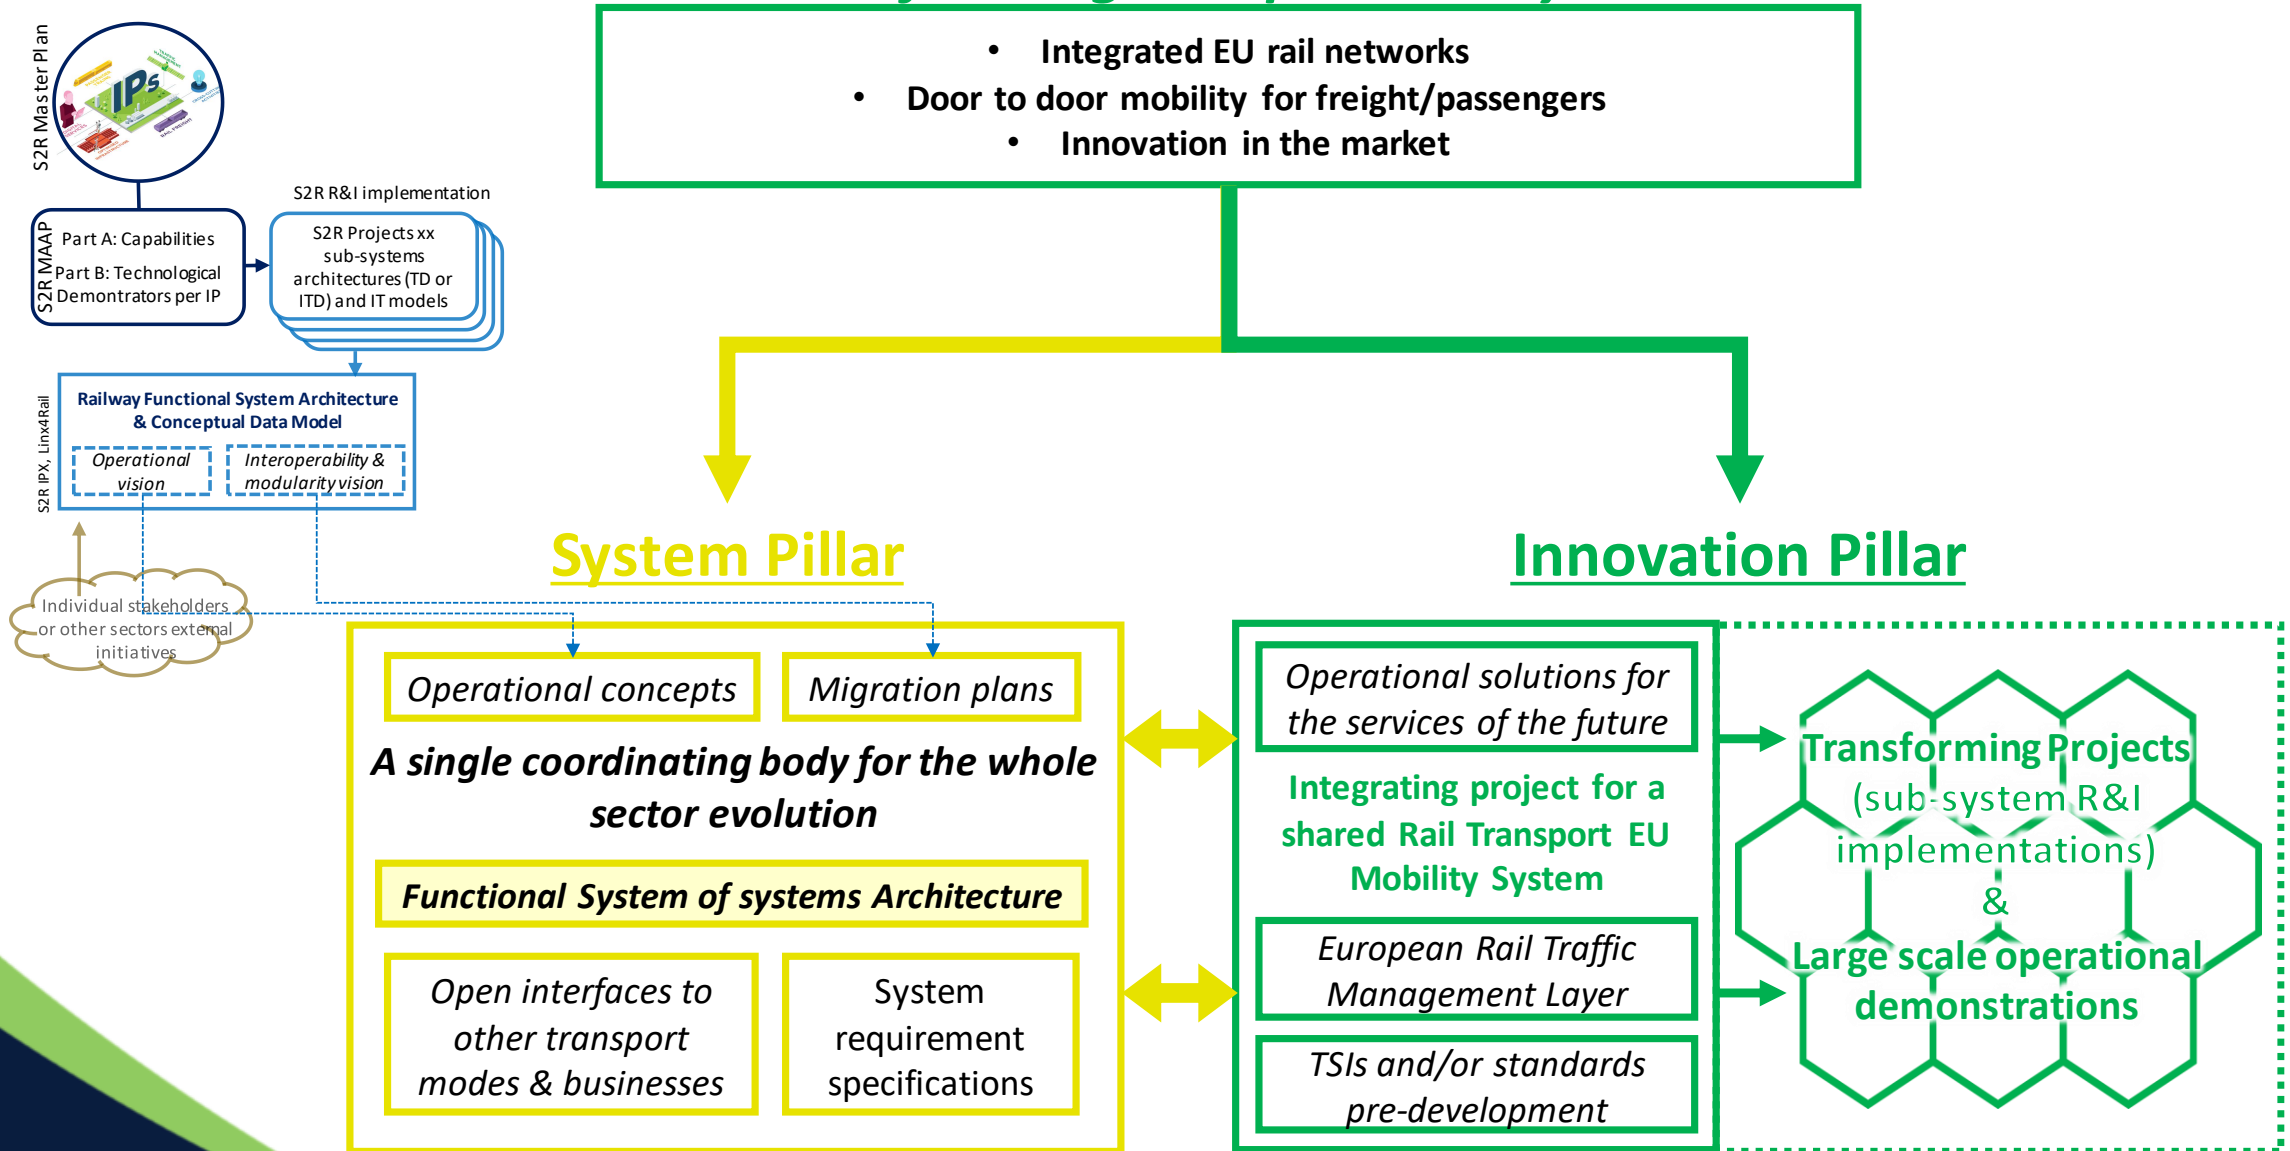 • Integrated EU rail networks
• Door to door mobility for freight/passengers
• Innovation in the market
S2R Master Plan
IPs
RAIL FREIGHT
S2R MAAP
Part A: Capabilities
Part B: Technological
Demontrators per IP
S2R R&I implementation
S2R Projects xx
sub-systems
architectures (TD or
ITD) and IT models
S2R IPX, Linx4Rail
Railway Functional System Architecture
& Conceptual Data Model
Operational
vision
Interoperability &
modularity vision
Individual stakeholders
or other sectors external
initiatives
System Pillar
Operational concepts
Migration plans
A single coordinating body for the whole
sector evolution
Functional System of systems Architecture
Open interfaces to
other transport
modes & businesses
System
requirement
specifications
Innovation Pillar
Operational solutions for
the services of the future
Integrating project for a
shared Rail Transport EU
Mobility System
European Rail Traffic
Management Layer
TSIs and/or standards
pre-development
Transforming Projects
(sub-system R&I
implementations)
&
Large scale operational
demonstrations